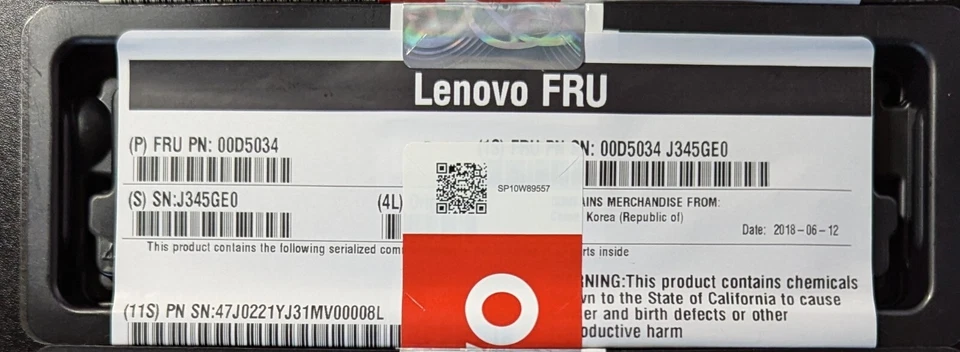 Lenovo FRU
(P) FRU PN: 00D5034
SN: 00D5034 J345GE0
SP10W89557
(S) SN:J345GE0
(4L)
AINS MERCHANDISE FROM:
Korea (Republic of)
Date: 2018-06-12
This product contains the following serialized com
rts inside
RNING:This product contains chemicals
vn to the State of California to cause
er and birth defects or other
oductive harm
(11S) PN SN:47J0221YJ31MV00008L